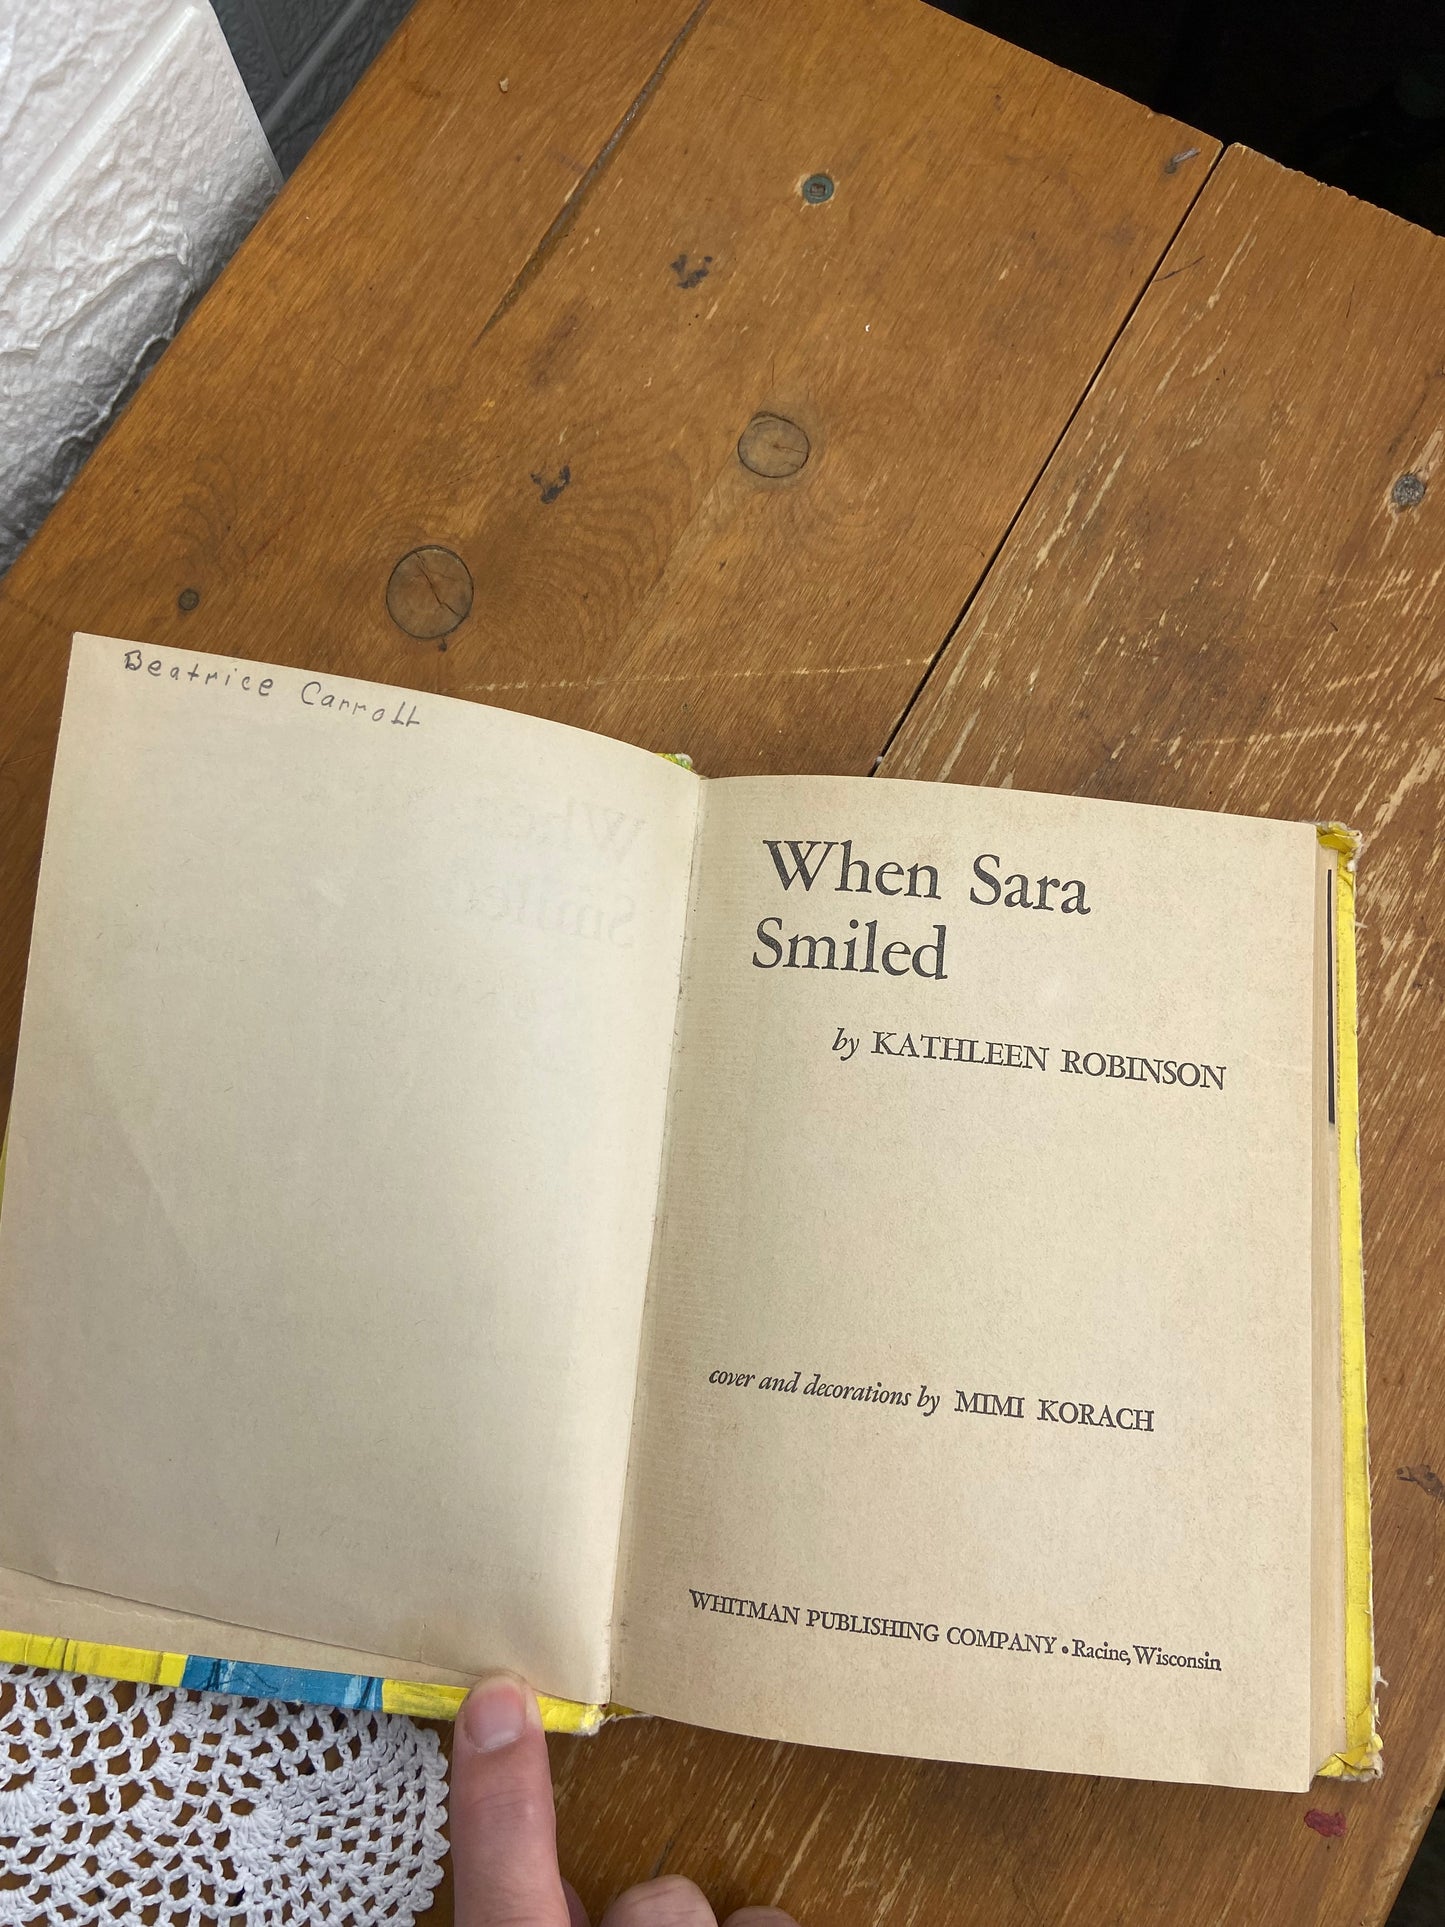 Beatrice Carroll
When Sara
Smiled
by KATHLEEN ROBINSON
cover and decorations by MIMI KORACH
WHITMAN PUBLISHING COMPANY • Racine, Wisconsin